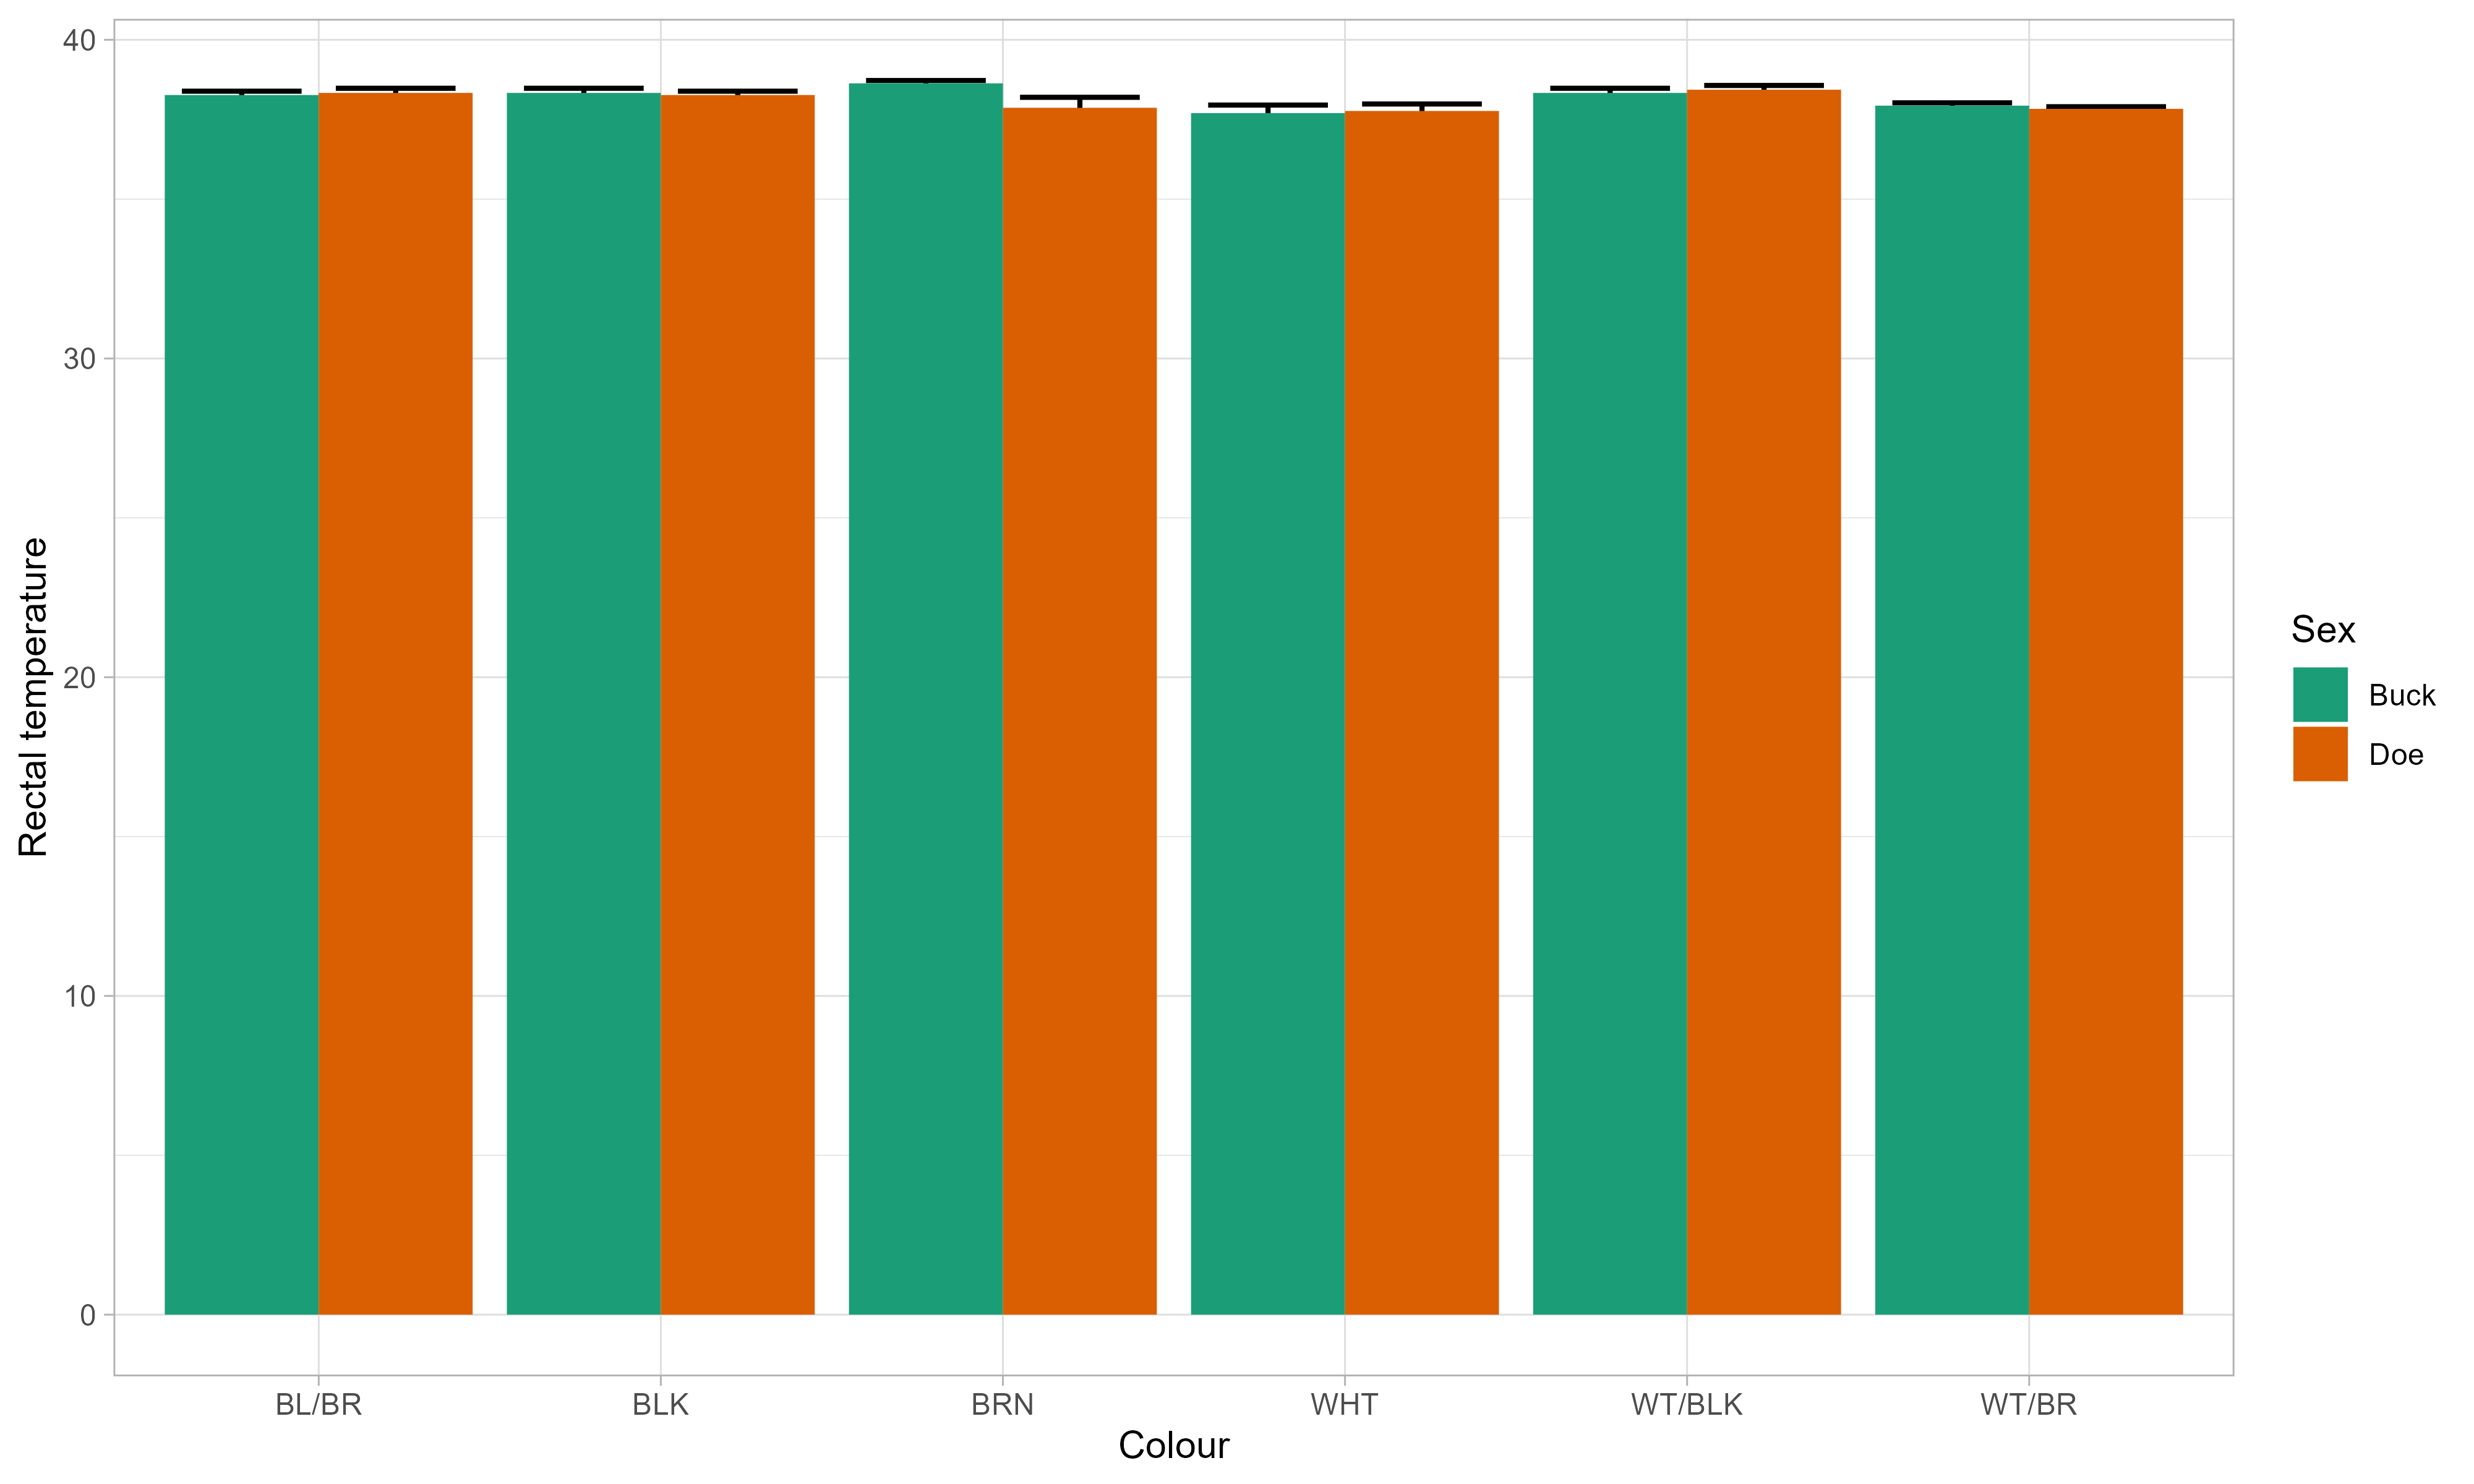 40
30
20
10
0
Rectal temperature
BL/BR
BLK
BRN
WHT
WT/BLK
WT/BR
Colour
Sex
Buck
Doe